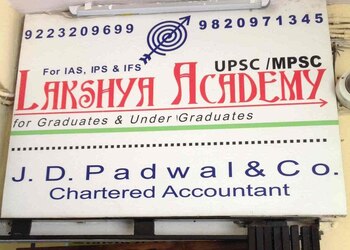 9223209699 9820971345
For IAS, IPS & IFS UPSC / MPSC
LAKSHYA ACADEMY
for Graduates & Under Graduates
J. D. Padwal & Co.
Chartered Accountant